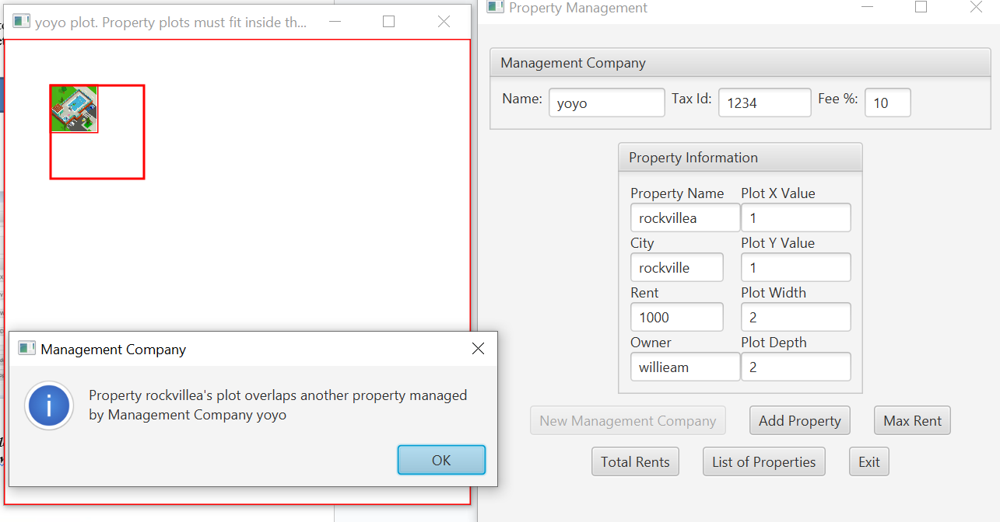 yoyo plot. Property plots must fit inside th...
Management Company
Property rockvillea's plot overlaps another property managed
by Management Company yoyo
OK
Property Management
Management Company
Name: yoyo Tax Id: 1234 Fee %: 10
Property Information
Property Name Plot X Value
rockvillea 1
City Plot Y Value
rockville 1
Rent Plot Width
1000 2
Owner Plot Depth
willieam 2
New Management Company Add Property Max Rent
Total Rents List of Properties Exit